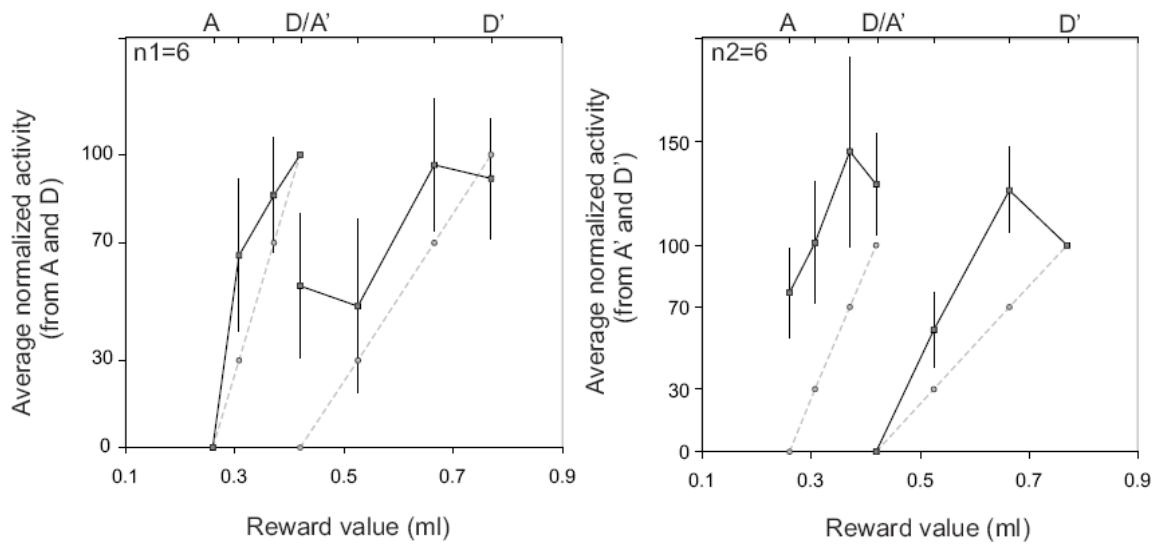 A D/A' D'
n1=6
Average normalized activity
(from A and D)
100
70
30
0
0.1 0.3 0.5 0.7 0.9
Reward value (ml)
A D/A' D'
n2=6
Average normalized activity
(from A' and D')
150
100
70
30
0
0.1 0.3 0.5 0.7 0.9
Reward value (ml)